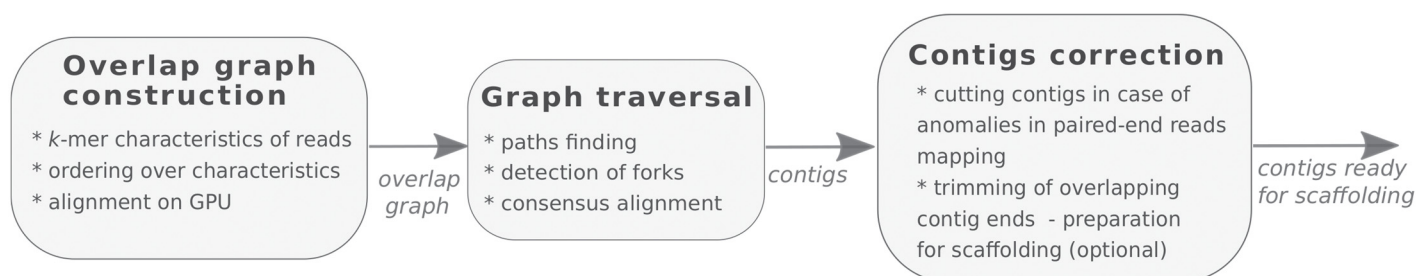 Overlap graph
construction
* k-mer characteristics of reads
* ordering over characteristics
* alignment on GPU
overlap
graph
Graph traversal
* paths finding
* detection of forks
* consensus alignment
contigs
Contigs correction
* cutting contigs in case of
anomalies in paired-end reads
mapping
* trimming of overlapping
contig ends - preparation
for scaffolding (optional)
contigs ready
for scaffolding